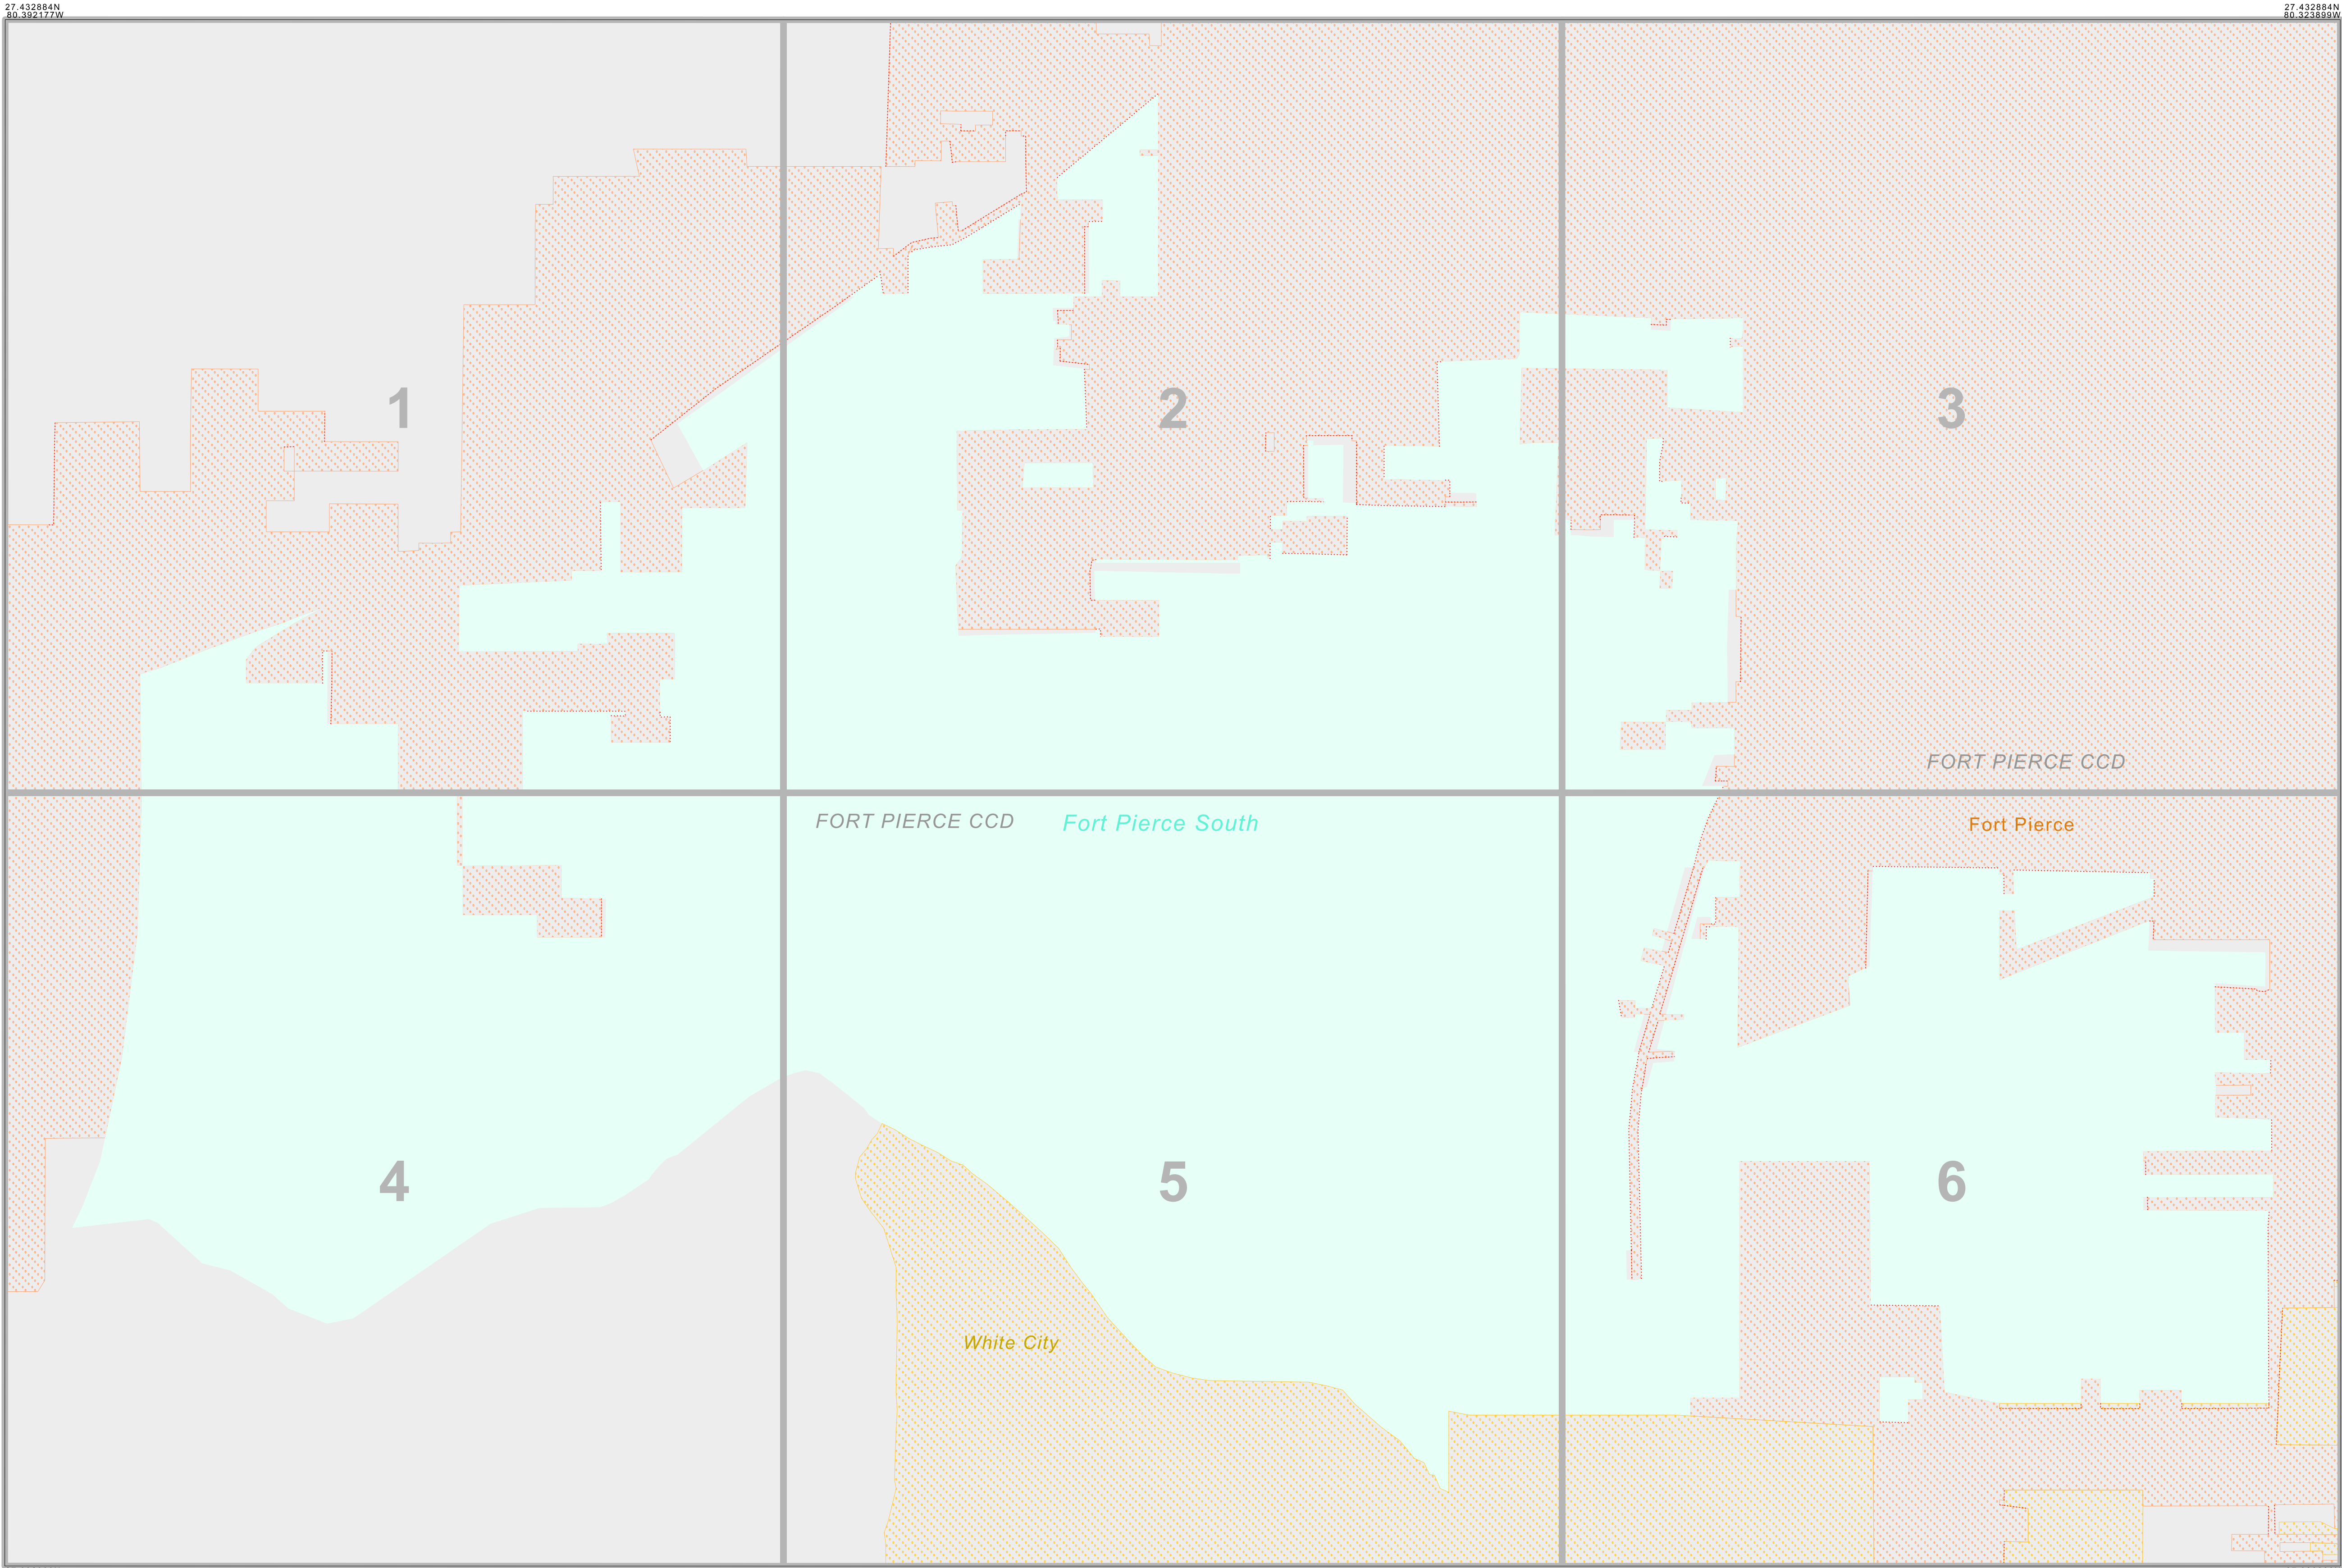 27.432884N
80.392177W
27.432884N
80.323899W
1
2
3
FORT PIERCE CCD
FORT PIERCE CCD
Fort Pierce South
Fort Pierce
4
5
6
White City